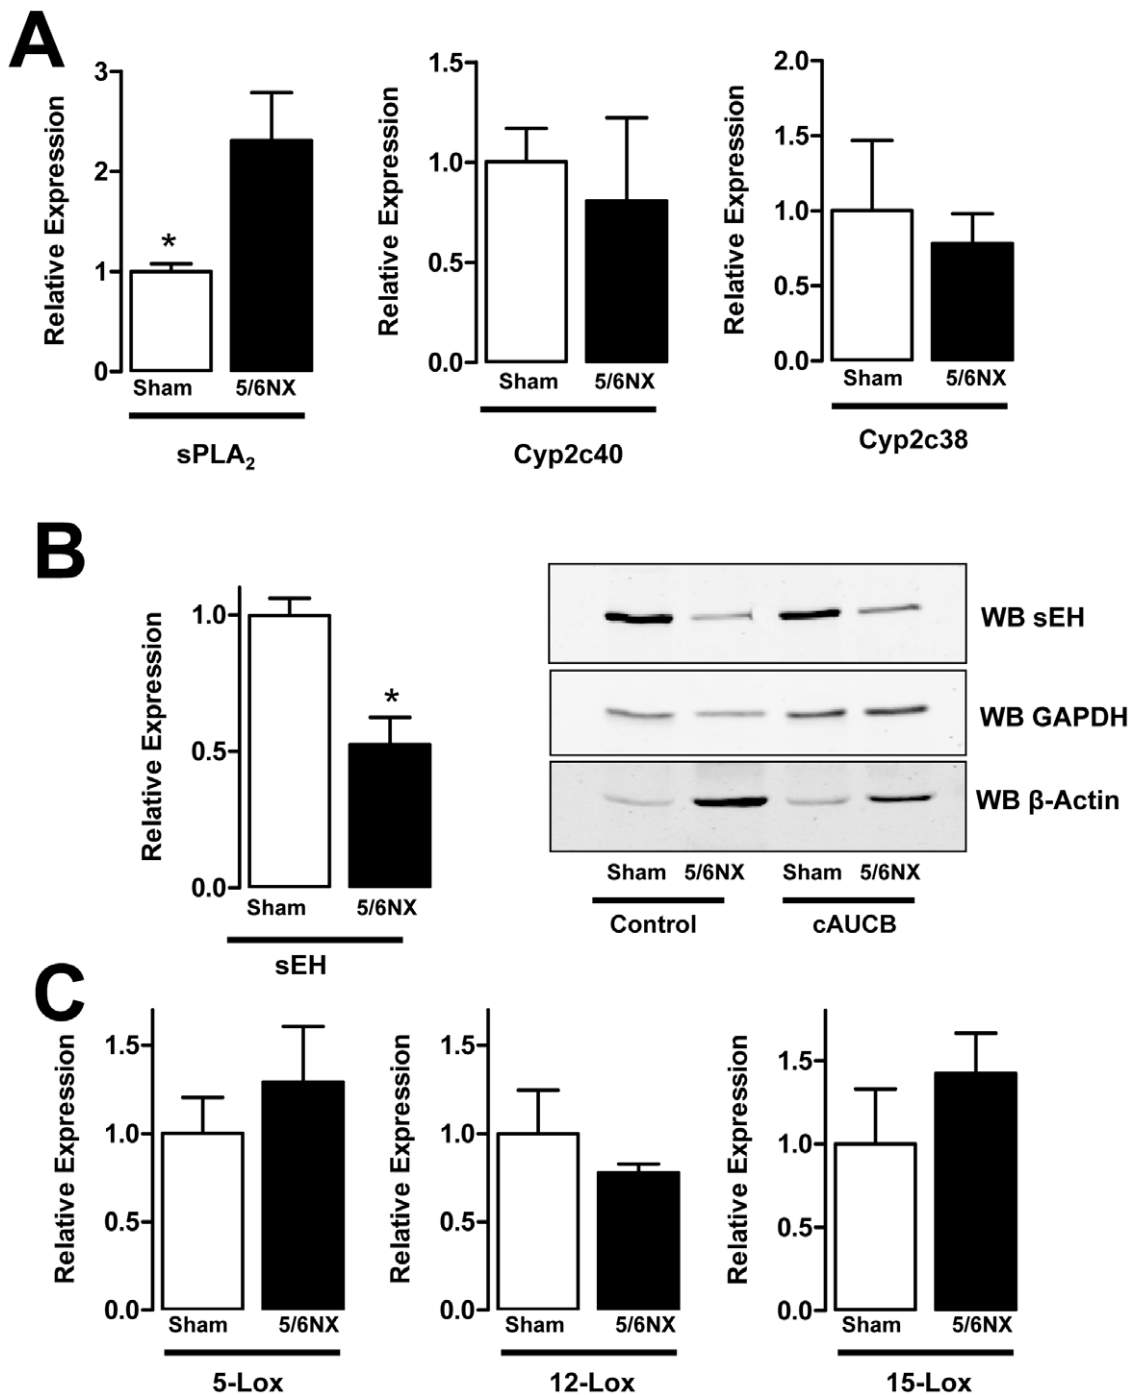 A
Relative Expression
3
2
1
0
*
Sham
5/6NX
sPLA2
Relative Expression
1.5
1.0
0.5
0.0
Sham
5/6NX
Cyp2c40
Relative Expression
2.0
1.5
1.0
0.5
0.0
Sham
5/6NX
Cyp2c38
B
Relative Expression
1.0
0.5
0.0
*
Sham
5/6NX
sEH
WB sEH
WB GAPDH
WB β-Actin
Sham 5/6NX Sham 5/6NX
Control
cAUCB
C
Relative Expression
1.5
1.0
0.5
0.0
Sham
5/6NX
5-Lox
Relative Expression
1.5
1.0
0.5
0.0
Sham
5/6NX
12-Lox
Relative Expression
1.5
1.0
0.5
0.0
Sham
5/6NX
15-Lox